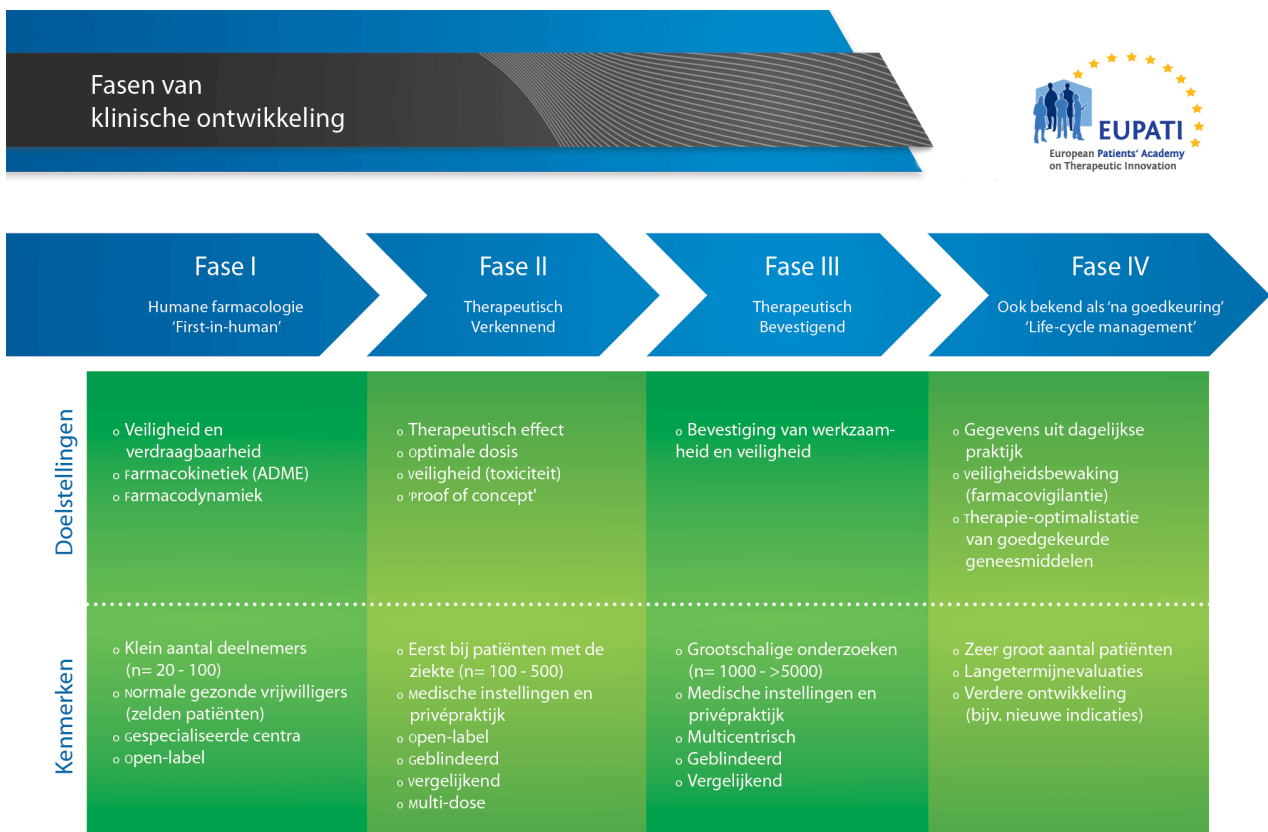 Fasen van
klinische ontwikkeling
EUPATI
European Patients' Academy
on Therapeutic Innovation
Fase I
Humane farmacologie
'First-in-human'
Fase II
Therapeutisch
Verkennend
Fase III
Therapeutisch
Bevestigend
Fase IV
Ook bekend als 'na goedkeuring'
'Life-cycle management'
Doelstellingen
o Veiligheid en
verdraagbaarheid
o Farmacokinetiek (ADME)
o Farmacodynamiek
o Therapeutisch effect
o Optimale dosis
o Veiligheid (toxiciteit)
o 'Proof of concept'
o Bevestiging van werkzaam-
heid en veiligheid
o Gegevens uit dagelijkse
praktijk
o veiligheidsbewaking
(farmacovigilantie)
o Therapie-optimalistatie
van goedgekeurde
geneesmiddelen
Kenmerken
o Klein aantal deelnemers
(n= 20 - 100)
o Normale gezonde vrijwilligers
(zelden patiënten)
o Gespecialiseerde centra
o Open-label
o Eerst bij patiënten met de
ziekte (n= 100 - 500)
o Medische instellingen en
privépraktijk
o Open-label
o Geblindeerd
o Vergelijkend
o Multi-dose
o Grootschalige onderzoeken
(n= 1000 - >5000)
o Medische instellingen en
privépraktijk
o Multicentrisch
o Geblindeerd
o Vergelijkend
o Zeer groot aantal patiënten
o Langetermijnevaluaties
o Verdere ontwikkeling
(bijv. nieuwe indicaties)